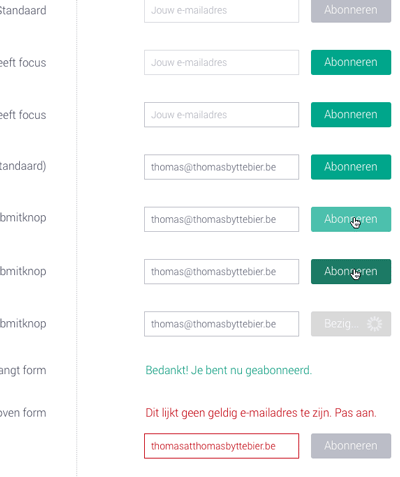 Standaard Jouw e-mailadres Abonneren
eeft focus Jouw e-mailadres Abonneren
eeft focus Jouw e-mailadres Abonneren
tandaard) thomas@thomasbyttebier.be Abonneren
bmitknop thomas@thomasbyttebier.be Abonneren
bmitknop thomas@thomasbyttebier.be Abonneren
bmitknop thomas@thomasbyttebier.be Bezig...
angt form Bedankt! Je bent nu geabonneerd.
oven form Dit lijkt geen geldig e-mailadres te zijn. Pas aan.
thomasatthomasbyttebier.be Abonneren